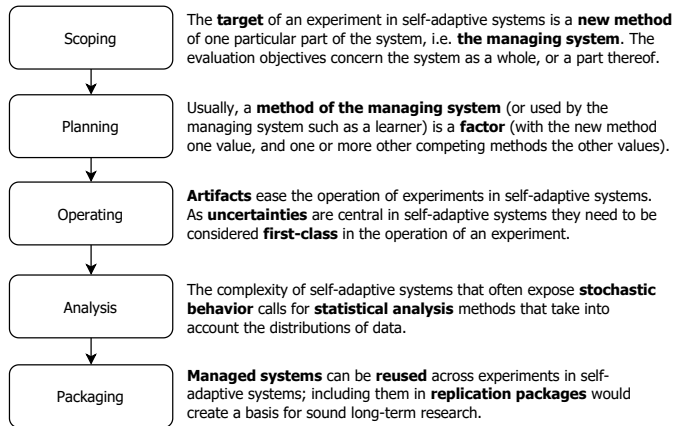 Scoping
The target of an experiment in self-adaptive systems is a new method
of one particular part of the system, i.e. the managing system. The
evaluation objectives concern the system as a whole, or a part thereof.
Planning
Usually, a method of the managing system (or used by the
managing system such as a learner) is a factor (with the new method
one value, and one or more other competing methods the other values).
Operating
Artifacts ease the operation of experiments in self-adaptive systems.
As uncertainties are central in self-adaptive systems they need to be
considered first-class in the operation of an experiment.
Analysis
The complexity of self-adaptive systems that often expose stochastic
behavior calls for statistical analysis methods that take into
account the distributions of data.
Packaging
Managed systems can be reused across experiments in self-
adaptive systems; including them in replication packages would
create a basis for sound long-term research.